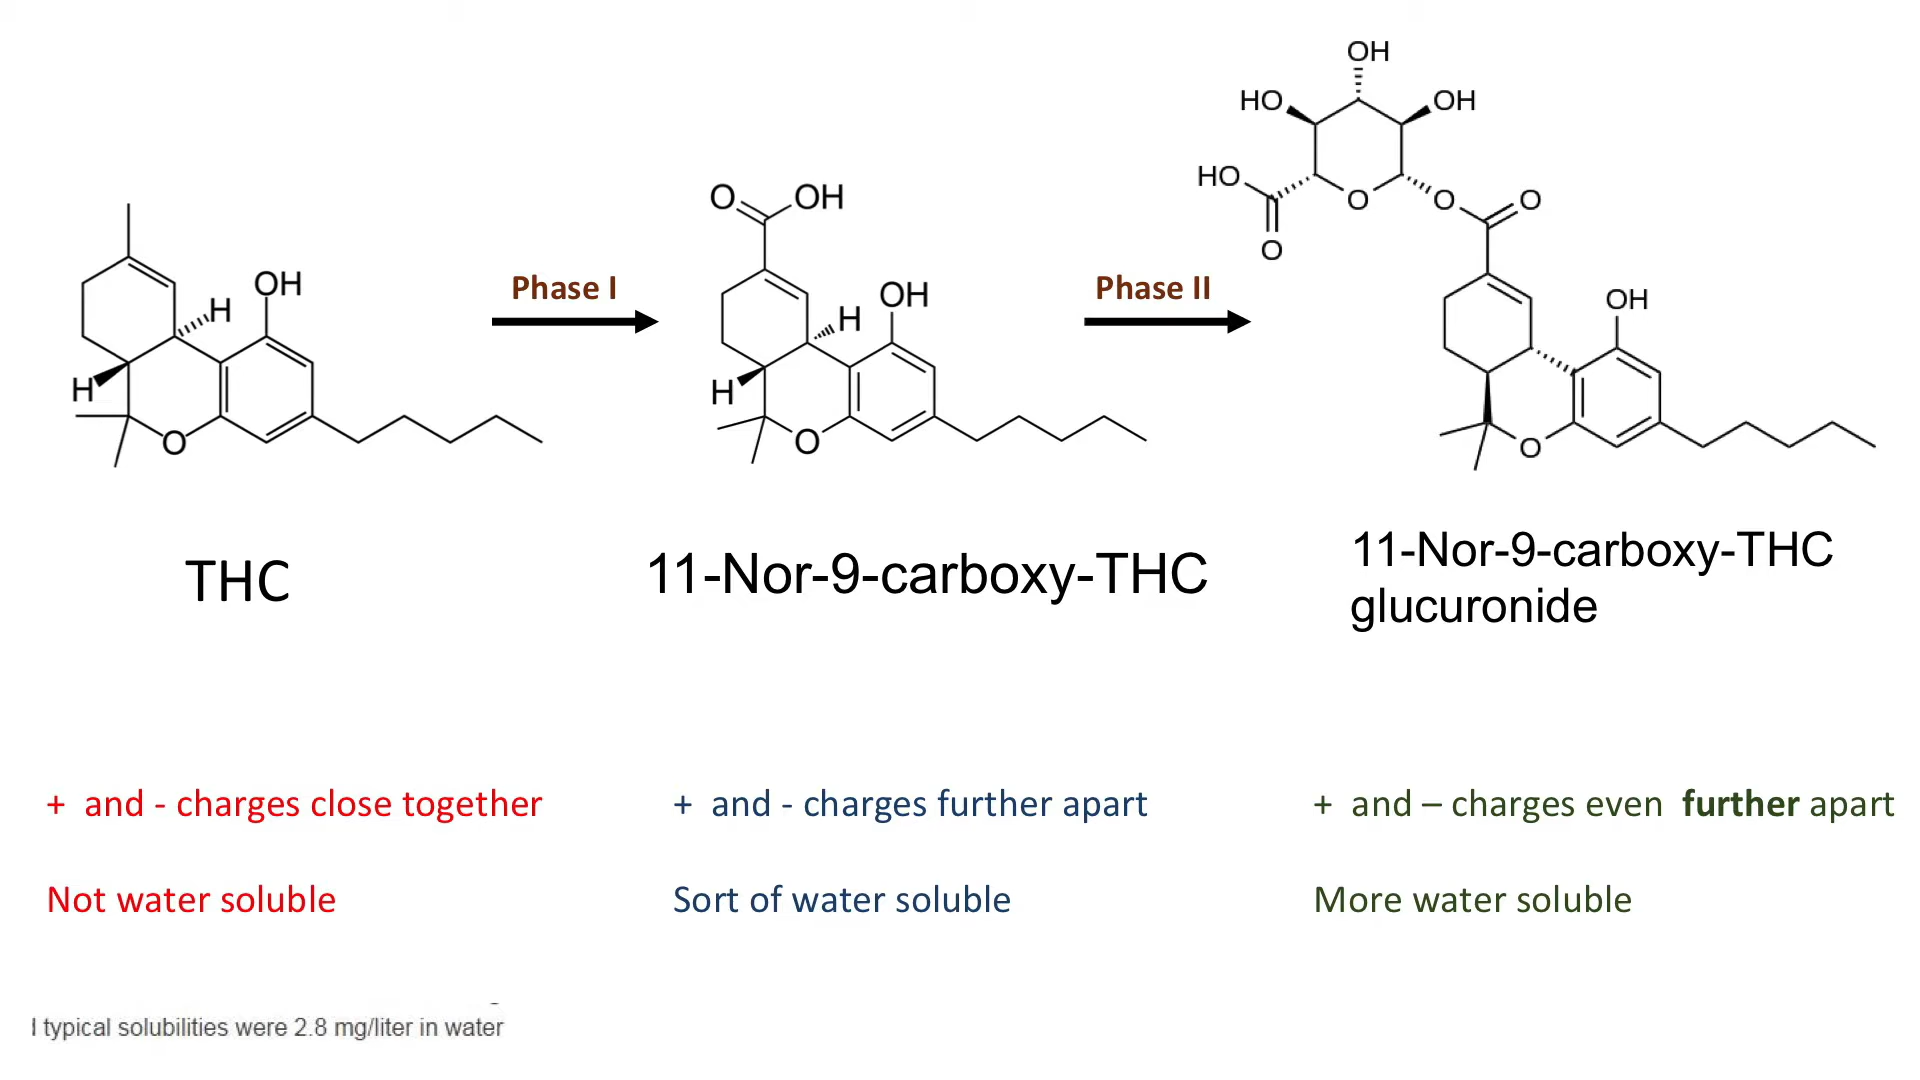 OH
HO
OH
HO
O
O
O
O
O
OH
H
H
O
Phase I
O
OH
OH
H
H
O
Phase II
OH
O
THC
11-Nor-9-carboxy-THC
11-Nor-9-carboxy-THC
glucuronide
+ and - charges close together
+ and - charges further apart
+ and – charges even further apart
Not water soluble
Sort of water soluble
More water soluble
typical solubilities were 2.8 mg/liter in water